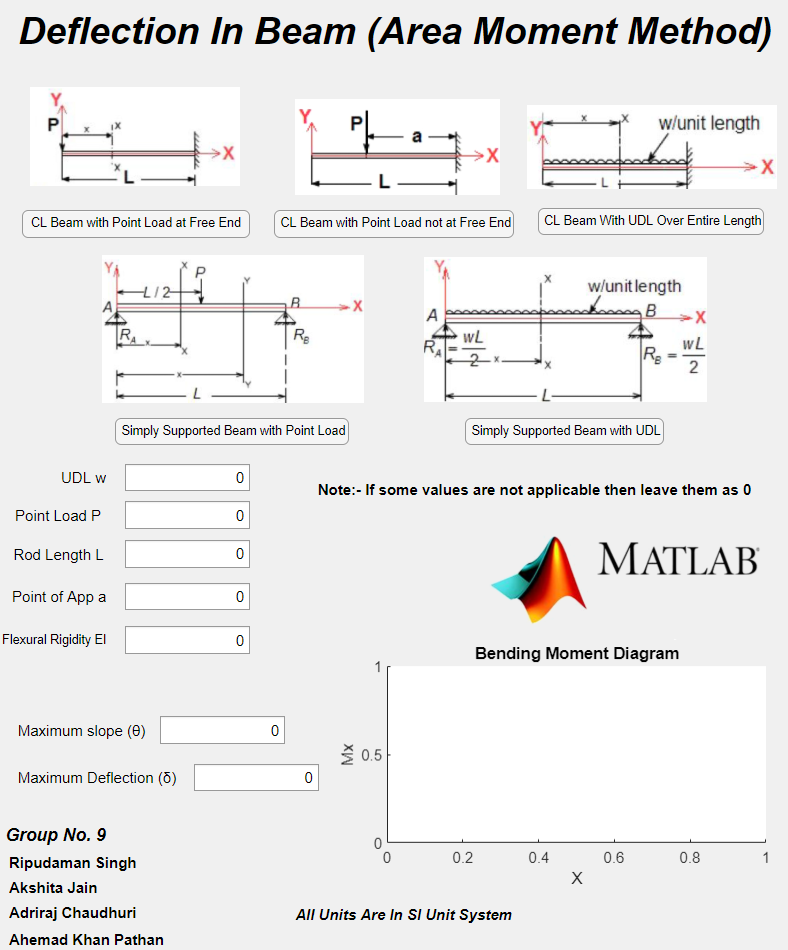 Deflection In Beam (Area Moment Method)
Y
P
x
X
x
L
X
Y
P
a
X
L
Y
x
X
w/unit length
X
L
CL Beam with Point Load at Free End
CL Beam with Point Load not at Free End
CL Beam With UDL Over Entire Length
Y
X
P
Y
L / 2
A
B
X
RA
x
X
RB
x
Y
L
Y
X
w/unit length
A
B
X
RA = wL/2
x
X
RB = wL/2
L
Simply Supported Beam with Point Load
Simply Supported Beam with UDL
UDL w 0
Note:- If some values are not applicable then leave them as 0
Point Load P 0
Rod Length L 0
MATLAB®
Point of App a 0
Flexural Rigidity EI 0
Bending Moment Diagram
1
0.5
0
Mx
0 0.2 0.4 0.6 0.8 1
X
Maximum slope (θ) 0
Maximum Deflection (δ) 0
Group No. 9
Ripudaman Singh
Akshita Jain
Adriraj Chaudhuri
Ahemad Khan Pathan
All Units Are In SI Unit System